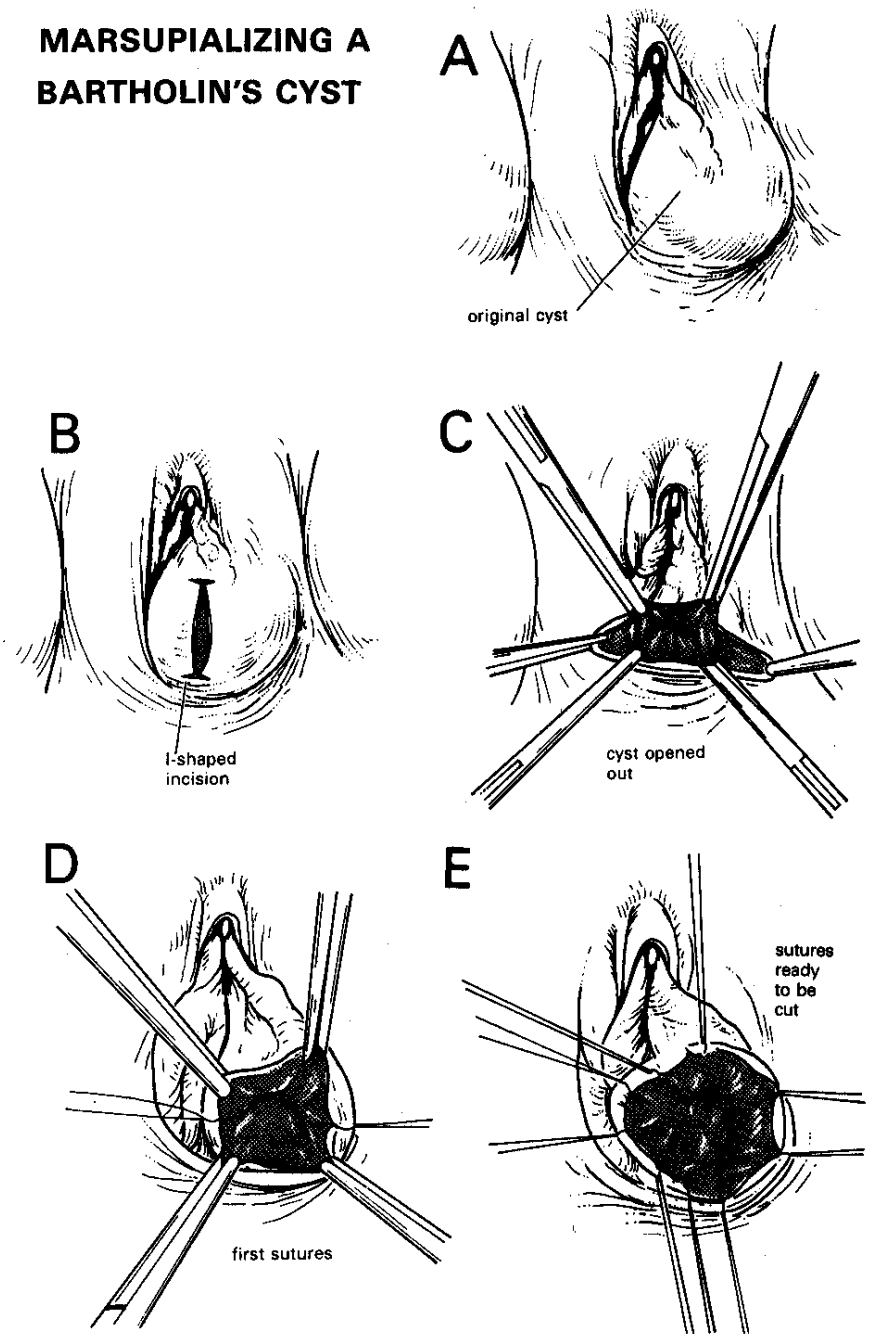 MARSUPIALIZING A
BARTHOLIN'S CYST
A
original cyst
B
I-shaped
incision
C
cyst opened
out
D
first sutures
E
sutures
ready
to be
cut